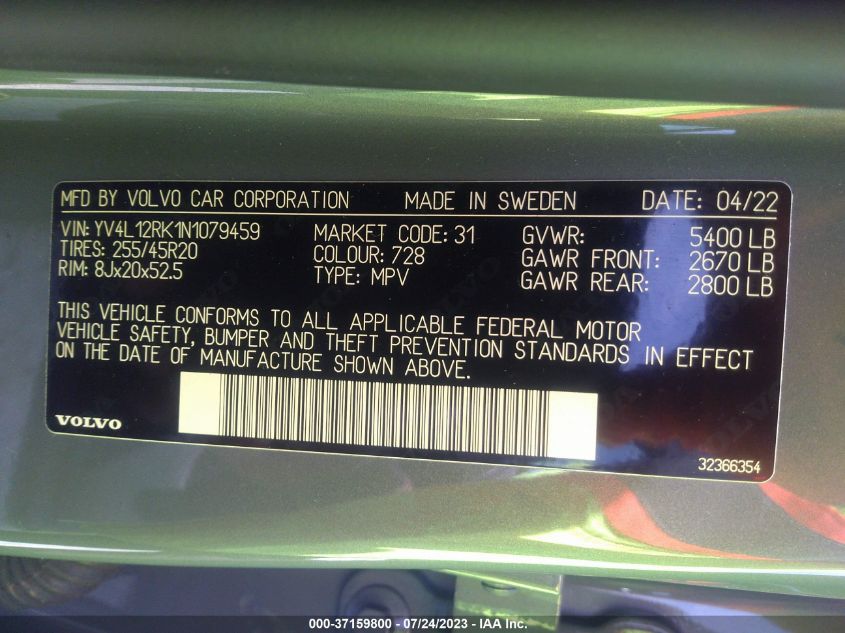 MFD BY VOLVO CAR CORPORATION MADE IN SWEDEN DATE: 04/22
VIN: YV4L12RK1N1079459 MARKET CODE: 31 GVWR: 5400 LB
TIRES: 255/45R20 COLOUR: 728 GAWR FRONT: 2670 LB
RIM: 8Jx20x52.5 TYPE: MPV GAWR REAR: 2800 LB
THIS VEHICLE CONFORMS TO ALL APPLICABLE FEDERAL MOTOR
VEHICLE SAFETY, BUMPER AND THEFT PREVENTION STANDARDS IN EFFECT
ON THE DATE OF MANUFACTURE SHOWN ABOVE.
VOLVO
32366354
000-37159800 - 07/24/2023 - IAA Inc.